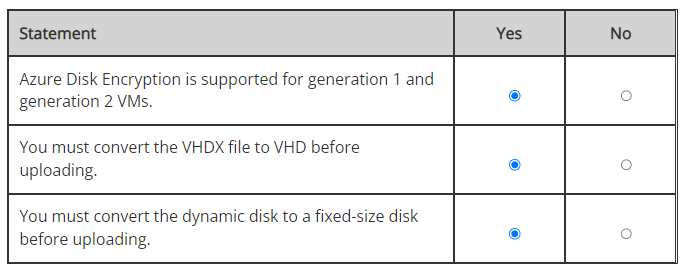 Statement Yes No
Azure Disk Encryption is supported for generation 1 and
generation 2 VMs.
You must convert the VHDX file to VHD before
uploading.
You must convert the dynamic disk to a fixed-size disk
before uploading.